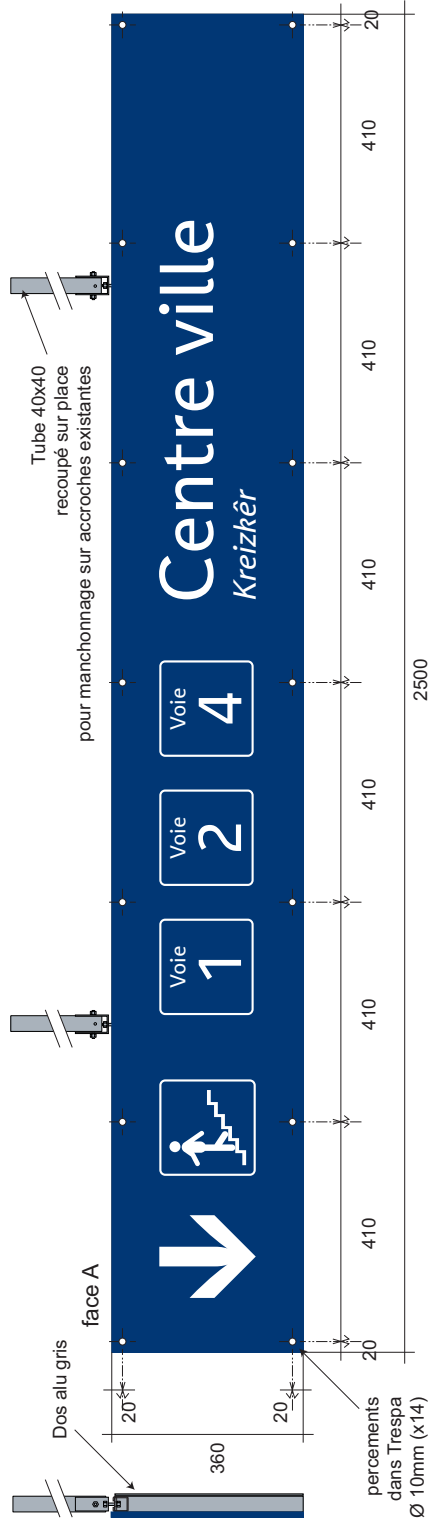 Tube 40x40
recoupé sur place
pour manchonnage sur accroches existantes
Dos alu gris
face A
Voie
1
Voie
2
Voie
4
Centre ville
Kreizkêr
20
20
360
20
410
410
410
410
410
410
20
2500
percements
dans Trespa
Ø 10mm (x14)